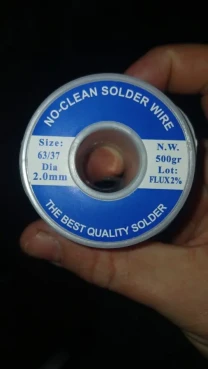 NO-CLEAN SOLDER WIRE
Size:
63/37
Dia
2.0mm
N.W.
500gr
Lot:
FLUX2%
THE BEST QUALITY SOLDER